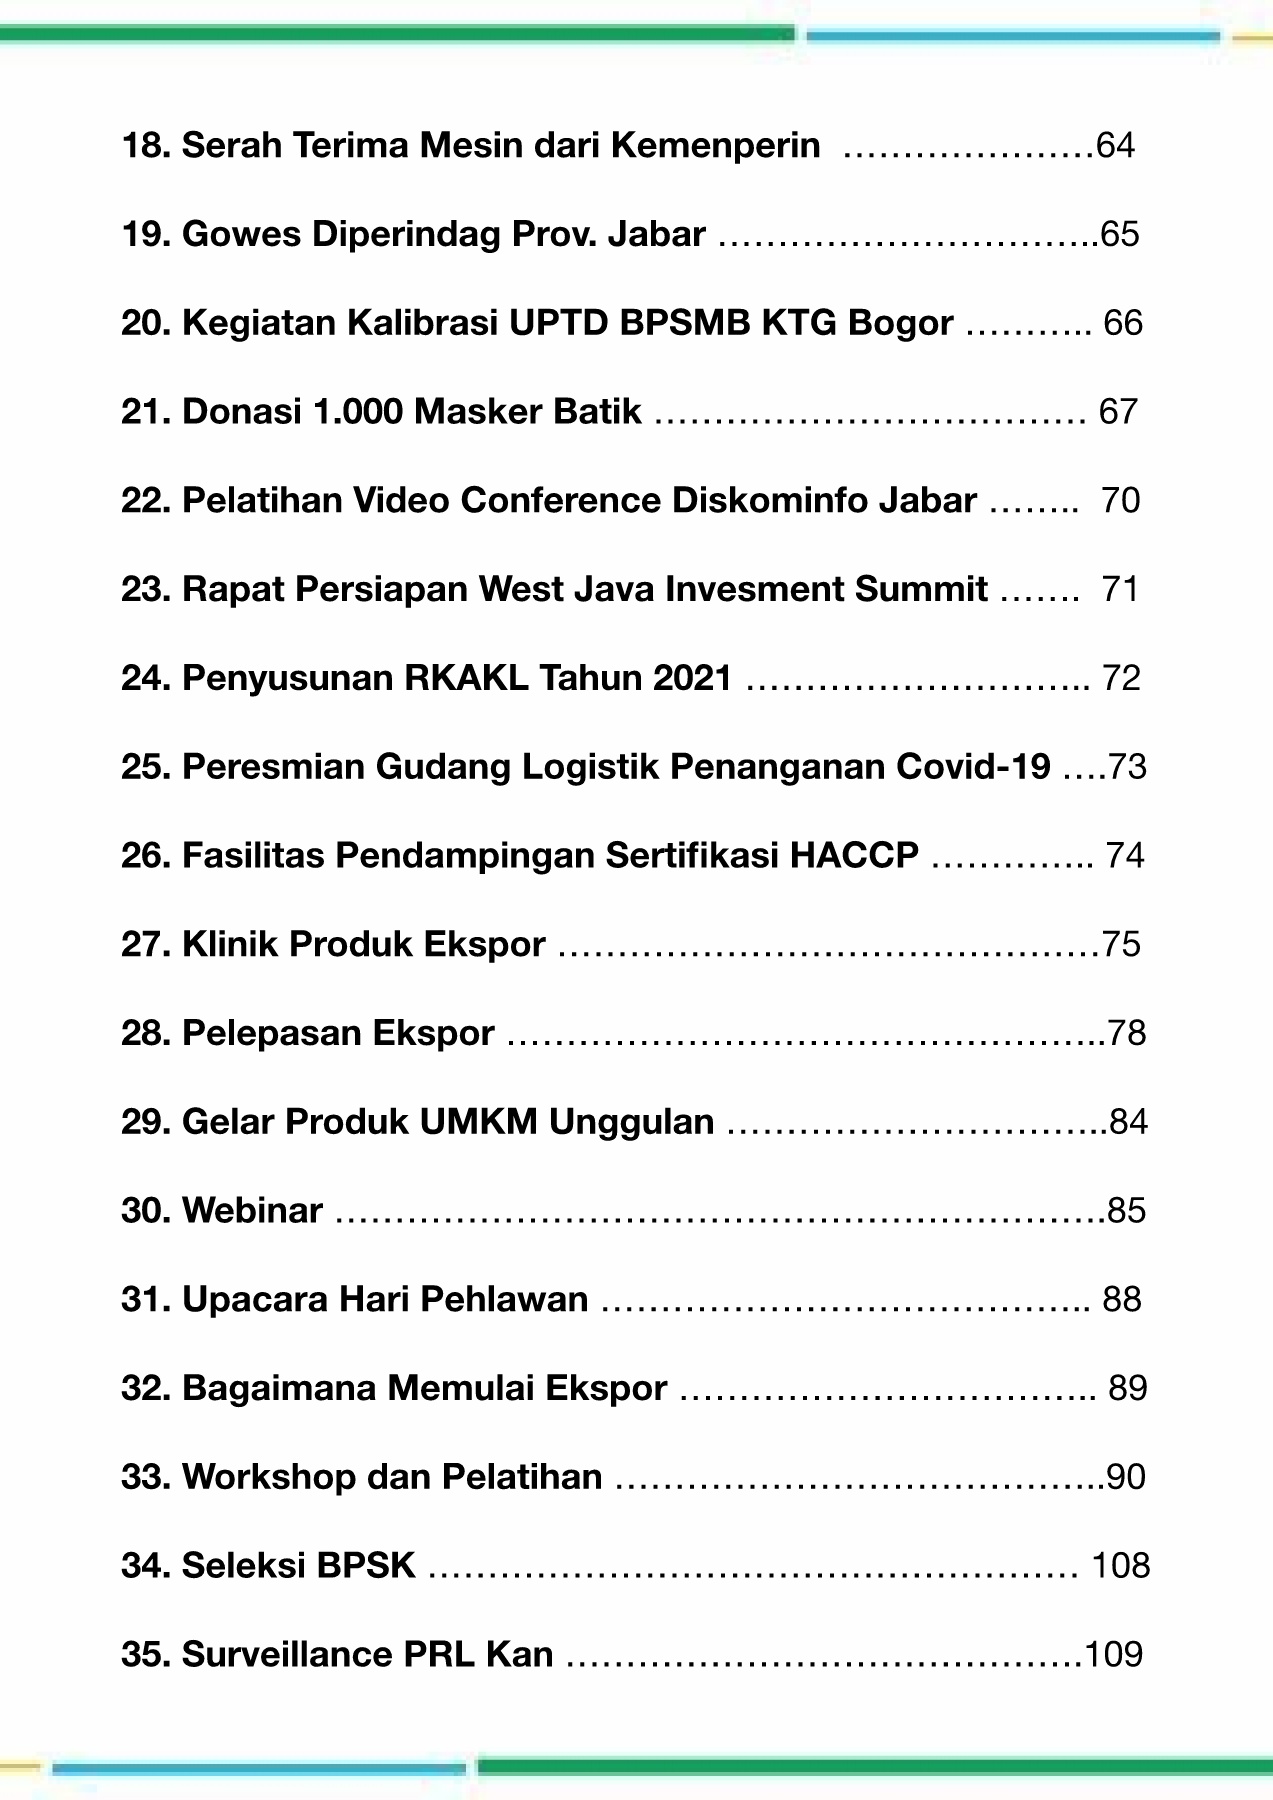 18. Serah Terima Mesin dari Kemenperin …………………64
19. Gowes Diperindag Prov. Jabar …………………………..65
20. Kegiatan Kalibrasi UPTD BPSMB KTG Bogor ……….. 66
21. Donasi 1.000 Masker Batik ……………………………… 67
22. Pelatihan Video Conference Diskominfo Jabar …….. 70
23. Rapat Persiapan West Java Invesment Summit ……. 71
24. Penyusunan RKAKL Tahun 2021 ……………………….. 72
25. Peresmian Gudang Logistik Penanganan Covid-19 ….73
26. Fasilitas Pendampingan Sertifikasi HACCP ………….. 74
27. Klinik Produk Ekspor ………………………………………75
28. Pelepasan Ekspor …………………………………………..78
29. Gelar Produk UMKM Unggulan …………………………..84
30. Webinar ……………………………………………………….85
31. Upacara Hari Pehlawan ………………………………….. 88
32. Bagaimana Memulai Ekspor …………………………….. 89
33. Workshop dan Pelatihan …………………………………..90
34. Seleksi BPSK ……………………………………………… 108
35. Surveillance PRL Kan …………………………………….109